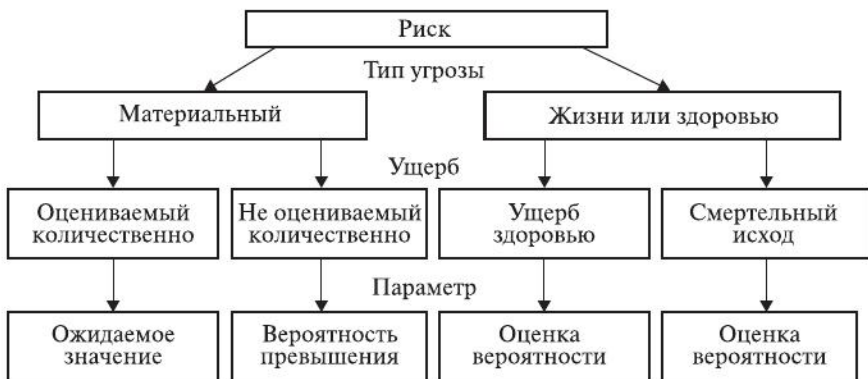 Риск
Тип угрозы
Материальный
Жизни или здоровью
Ущерб
Оцениваемый
количественно
Не оцениваемый
количественно
Ущерб
здоровью
Смертельный
исход
Параметр
Ожидаемое
значение
Вероятность
превышения
Оценка
вероятности
Оценка
вероятности